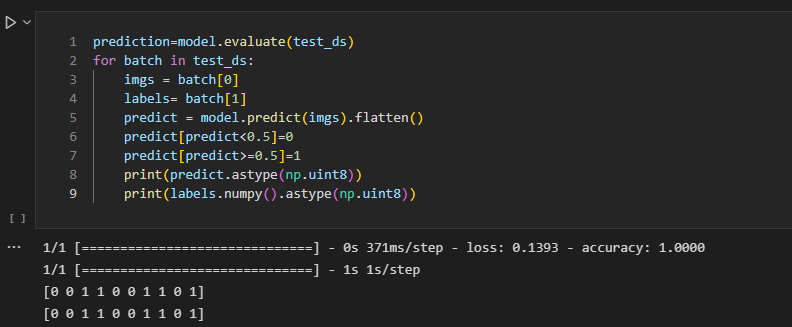 1 prediction=model.evaluate(test_ds)
2 for batch in test_ds:
3     imgs = batch[0]
4     labels= batch[1]
5     predict = model.predict(imgs).flatten()
6     predict[predict<0.5]=0
7     predict[predict>=0.5]=1
8     print(predict.astype(np.uint8))
9     print(labels.numpy().astype(np.uint8))
[ ]
... 1/1 [==============================] - 0s 371ms/step - loss: 0.1393 - accuracy: 1.0000
1/1 [==============================] - 1s 1s/step
[0 0 1 1 0 0 1 1 0 1]
[0 0 1 1 0 0 1 1 0 1]